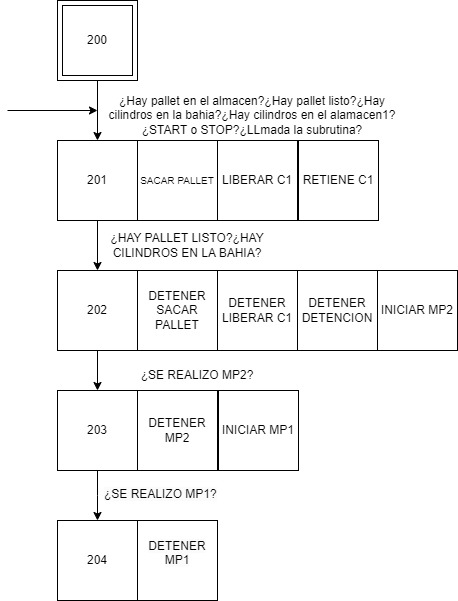 200
¿Hay pallet en el almacen?¿Hay pallet listo?¿Hay
cilindros en la bahia?¿Hay cilindros en el alamacen1?
¿START o STOP?¿LLmada la subrutina?
201
SACAR PALLET
LIBERAR C1
RETIENE C1
¿HAY PALLET LISTO?¿HAY
CILINDROS EN LA BAHIA?
202
DETENER
SACAR
PALLET
DETENER
LIBERAR C1
DETENER
DETENCION
INICIAR MP2
¿SE REALIZO MP2?
203
DETENER
MP2
INICIAR MP1
¿SE REALIZO MP1?
204
DETENER
MP1